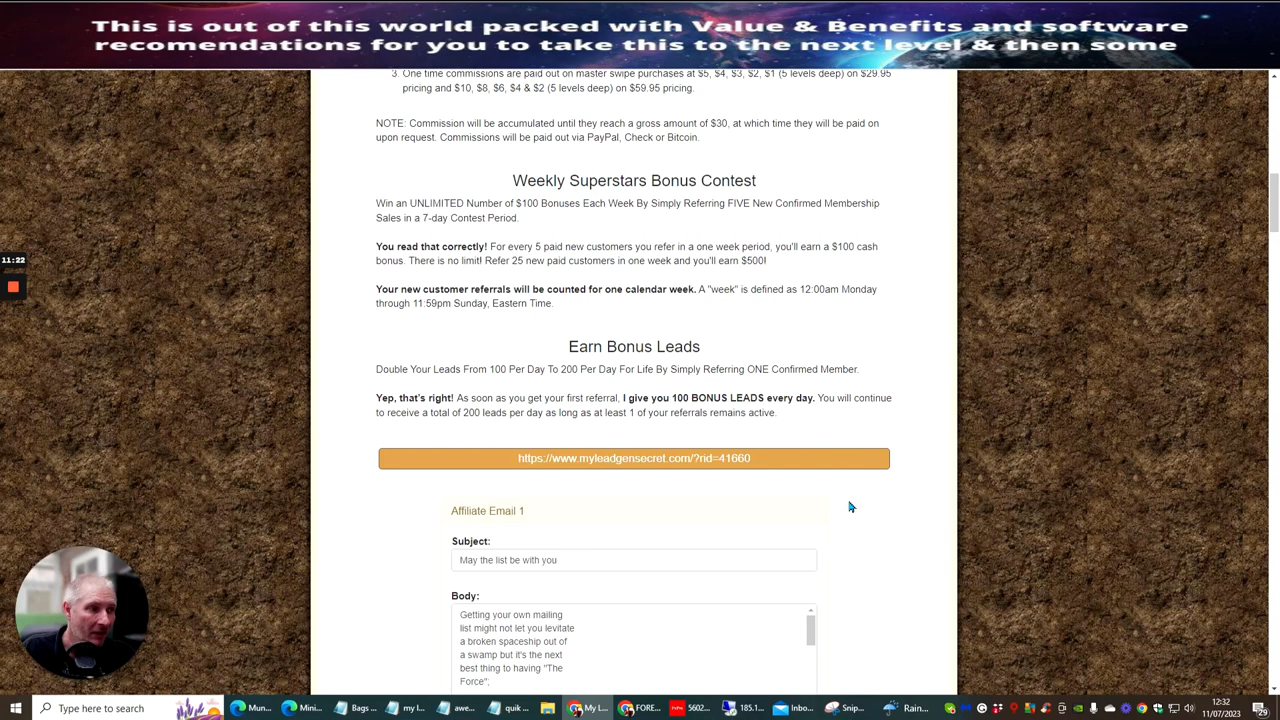 This is out of this world packed with Value & Benefits and software
recomendations for you to take this to the next level & then some
3. One time commissions are paid out on master swipe purchases at $5, $4, $3, $2, $1 (5 levels deep) on $29.95
pricing and $10, $8, $6, $4 & $2 (5 levels deep) on $59.95 pricing.
NOTE: Commission will be accumulated until they reach a gross amount of $30, at which time they will be paid on
upon request. Commissions will be paid out via PayPal, Check or Bitcoin.
Weekly Superstars Bonus Contest
Win an UNLIMITED Number of $100 Bonuses Each Week By Simply Referring FIVE New Confirmed Membership
Sales in a 7-day Contest Period.
You read that correctly! For every 5 paid new customers you refer in a one week period, you'll earn a $100 cash
bonus. There is no limit! Refer 25 new paid customers in one week and you'll earn $500!
11:22
Your new customer referrals will be counted for one calendar week. A "week" is defined as 12:00am Monday
through 11:59pm Sunday, Eastern Time.
Earn Bonus Leads
Double Your Leads From 100 Per Day To 200 Per Day For Life By Simply Referring ONE Confirmed Member.
Yep, that's right! As soon as you get your first referral, I give you 100 BONUS LEADS every day. You will continue
to receive a total of 200 leads per day as long as at least 1 of your referrals remains active.
https://www.myleadgensecret.com/?rid=41660
Affiliate Email 1
Subject:
May the list be with you
Body:
Getting your own mailing
list might not let you levitate
a broken spaceship out of
a swamp but it's the next
best thing to having "The
Force";
Type here to search
Mun...
Mini...
Bags ...
my l...
awe...
quik ...
My L...
FORE...
5602...
185.1...
Inbo...
Snip...
Rain...
12:32
11/07/2023
29